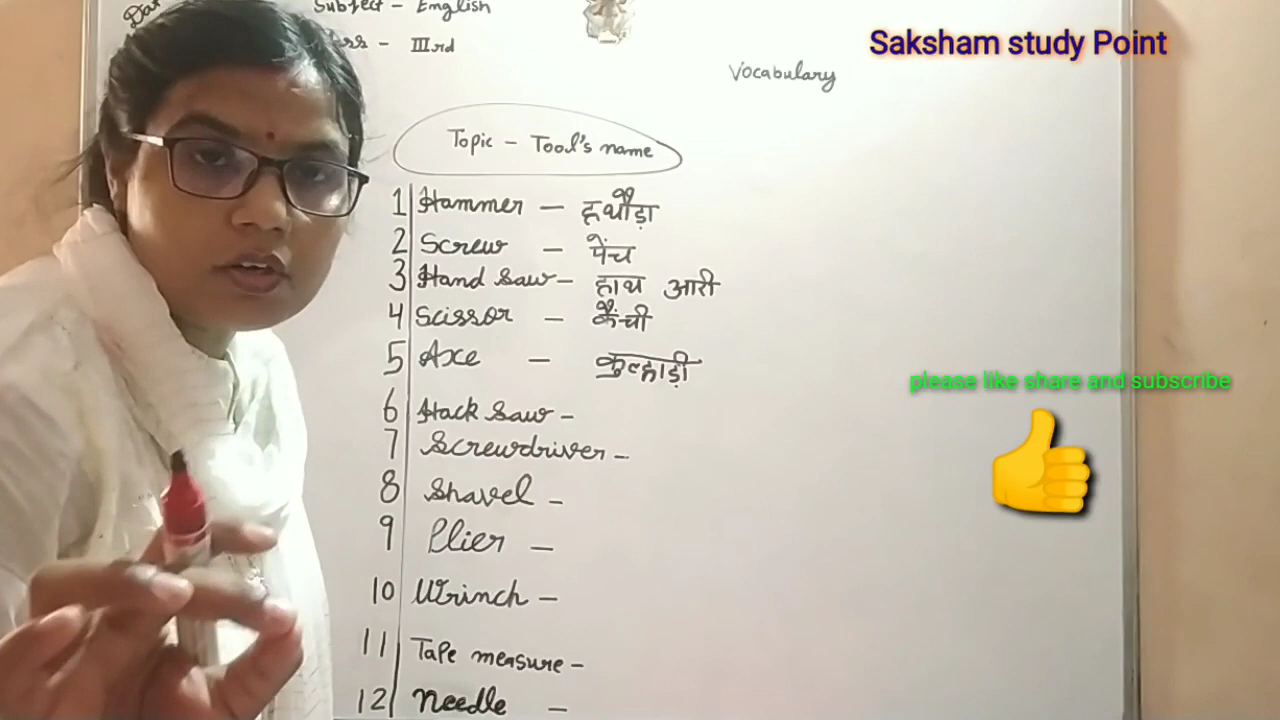 Dat
Subject - English
Class - IIIrd
Saksham study Point
Vocabulary
Topic - Tool's name
1 Hammer - हथौड़ा
2 Screw - पेंच
3 Hand Saw - हाथ आरी
4 Scissor - कैंची
5 Axe - कुल्हाड़ी
6 Hack Saw -
7 Screwdriver -
8 Shavel -
9 Plier -
10 Wrinch -
11 Tape measure -
12 Needle -
please like share and subscribe